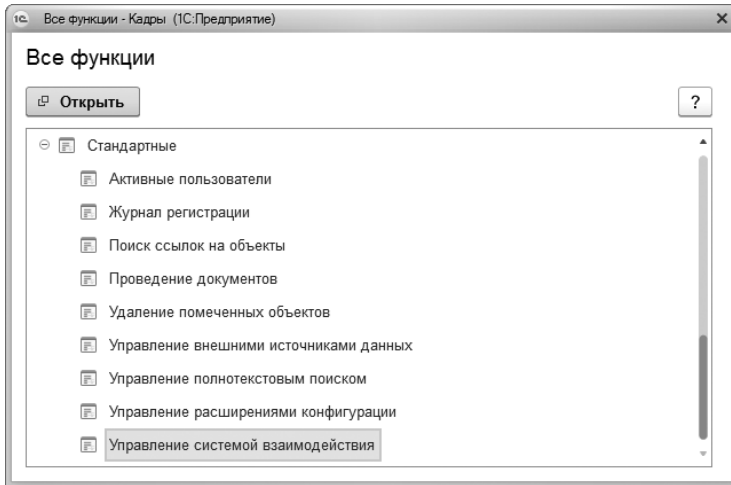 1С Все функции - Кадры (1С:Предприятие)
Все функции
Открыть ?
Стандартные
Активные пользователи
Журнал регистрации
Поиск ссылок на объекты
Проведение документов
Удаление помеченных объектов
Управление внешними источниками данных
Управление полнотекстовым поиском
Управление расширениями конфигурации
Управление системой взаимодействия